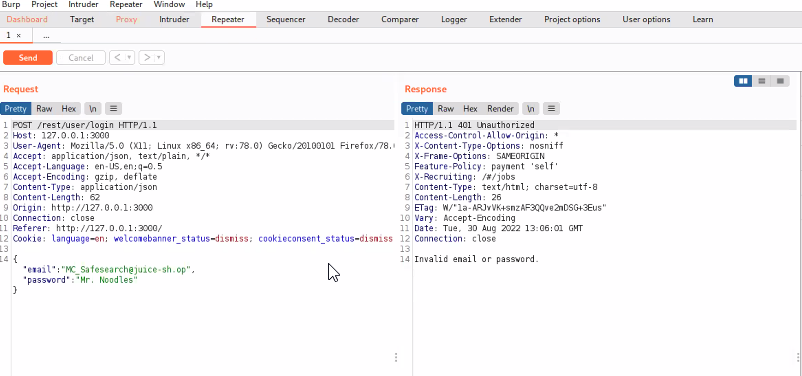 Burp Project Intruder Repeater Window Help
Dashboard Target Proxy Intruder Repeater Sequencer Decoder Comparer Logger Extender Project options User options Learn
1 × ...
Send Cancel < >
Request
Pretty Raw Hex \n
1 POST /rest/user/login HTTP/1.1
2 Host: 127.0.0.1:3000
3 User-Agent: Mozilla/5.0 (X11; Linux x86_64; rv:78.0) Gecko/20100101 Firefox/78.
4 Accept: application/json, text/plain, */*
5 Accept-Language: en-US,en;q=0.5
6 Accept-Encoding: gzip, deflate
7 Content-Type: application/json
8 Content-Length: 62
9 Origin: http://127.0.0.1:3000
10 Connection: close
11 Referer: http://127.0.0.1:3000/
12 Cookie: language=en; welcomebanner_status=dismiss; cookieconsent_status=dismiss
13
14 {
"email":"MC_Safesearch@juice-sh.op",
"password":"Mr. Noodles"
}
Response
Pretty Raw Hex Render \n
1 HTTP/1.1 401 Unauthorized
2 Access-Control-Allow-Origin: *
3 X-Content-Type-Options: nosniff
4 X-Frame-Options: SAMEORIGIN
5 Feature-Policy: payment 'self'
6 X-Recruiting: /#/jobs
7 Content-Type: text/html; charset=utf-8
8 Content-Length: 26
9 ETag: W/"1a-ARJvVK+smzAF3QQve2mDSG+3Eus"
10 Vary: Accept-Encoding
11 Date: Tue, 30 Aug 2022 13:06:01 GMT
12 Connection: close
13
14 Invalid email or password.